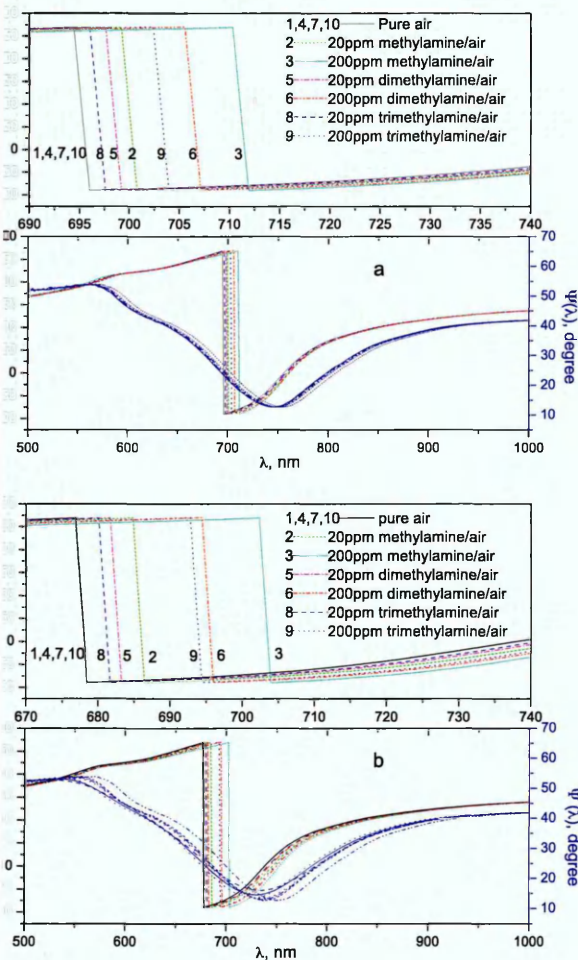 1,4,7,10 Pure air
2 20ppm methylamine/air
3 200ppm methylamine/air
5 20ppm dimethylamine/air
6 200ppm dimethylamine/air
8 20ppm trimethylamine/air
9 200ppm trimethylamine/air
0
1,4,7,10 8 5 2 9 6 3
690 695 700 705 710 715 720 725 730 735 740
70
a
60
50
40
30
20
10
0
Ψ(λ), degree
500 600 700 800 900 1000
λ, nm
1,4,7,10 pure air
2 20ppm methylamine/air
3 200ppm methylamine/air
5 20ppm dimethylamine/air
6 200ppm dimethylamine/air
8 20ppm trimethylamine/air
9 200ppm trimethylamine/air
0
1,4,7,10 8 5 2 9 6 3
670 680 690 700 710 720 730 740
70
b
60
50
40
30
20
10
0
Ψ (λ), degree
500 600 700 800 900 1000
λ, nm